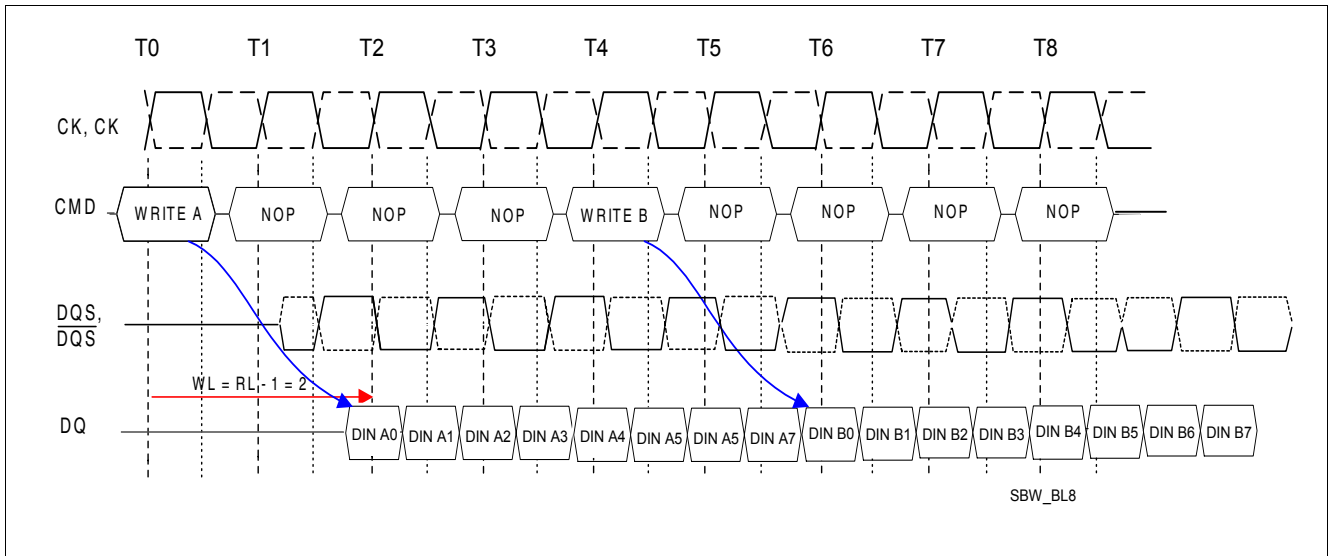 T0 T1 T2 T3 T4 T5 T6 T7 T8
CK, CK
CMD WRITE A NOP NOP NOP WRITE B NOP NOP NOP NOP
DQS,
DQS
WL = RL - 1 = 2
DQ DIN A0 DIN A1 DIN A2 DIN A3 DIN A4 DIN A5 DIN A5 DIN A7 DIN B0 DIN B1 DIN B2 DIN B3 DIN B4 DIN B5 DIN B6 DIN B7
SBW_BL8